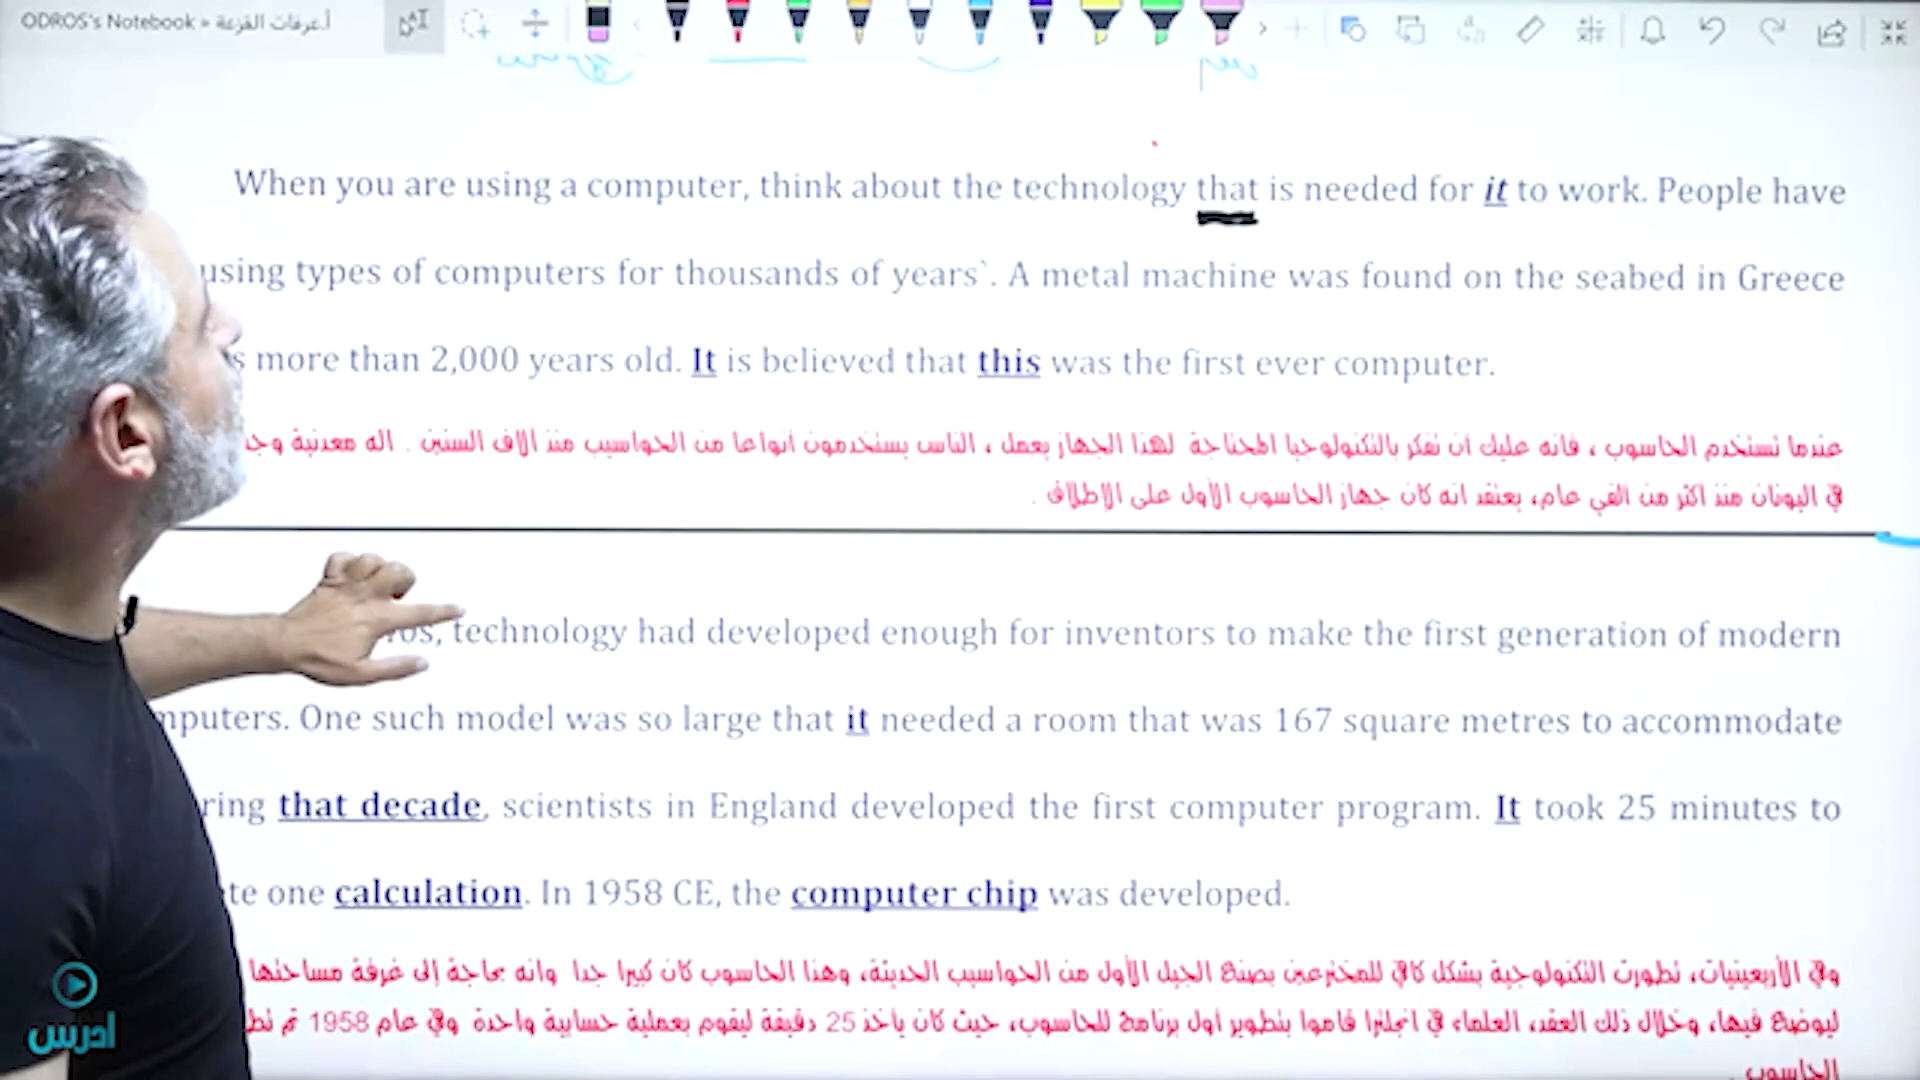 ODROS's Notebook » أ.عرفات القرعة
When you are using a computer, think about the technology that is needed for it to work. People have
using types of computers for thousands of years`. A metal machine was found on the seabed in Greece
more than 2,000 years old. It is believed that this was the first ever computer.
عندما تستخدم الحاسوب ، فانه عليك ان تفكر بالتكنولوجيا المحتاجة لهذا الجهاز يعمل ، الناس يستخدمون انواعا من الحواسيب منذ الاف السنين . اله معدنية
في اليونان منذ اكثر من الفي عام، يعتقد انه كان جهاز الحاسوب الأول على الإطلاق .
technology had developed enough for inventors to make the first generation of modern
One such model was so large that it needed a room that was 167 square metres to accommodate
that decade, scientists in England developed the first computer program. It took 25 minutes to
one calculation. In 1958 CE, the computer chip was developed.
وفي الأربعينيات، تطورت التكنولوجية بشكل كافي للمخترعين بصنع الجيل الأول من الحواسيب الحديثة، وهذا الحاسوب كان كبيرا جدا وانه بحاجة إلى غرفة مساحتها
ليوضع فيها، وخلال ذلك العقد، العلماء في انجلترا قاموا بتطوير اول برنامج للحاسوب، حيث كان يأخذ 25 دقيقة ليقوم بعملية حسابية واحدة وفي عام 1958 تم
الحاسوب .
ادرس